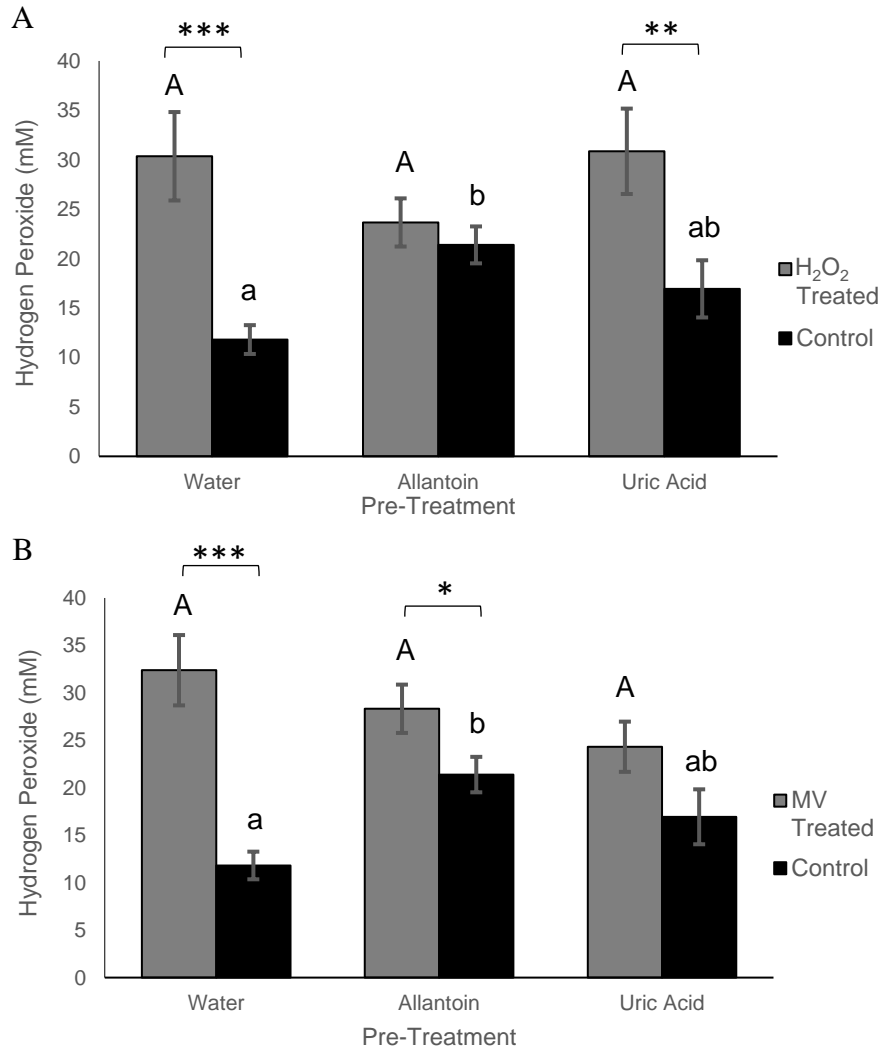 A
***
**
40
35
30
25
20
15
10
5
0
Hydrogen Peroxide (mM)
A
a
A
b
A
ab
H₂O₂
Treated
Control
Water
Allantoin
Uric Acid
Pre-Treatment
B
***
*
40
35
30
25
20
15
10
5
0
Hydrogen Peroxide (mM)
A
a
A
b
A
ab
MV
Treated
Control
Water
Allantoin
Uric Acid
Pre-Treatment